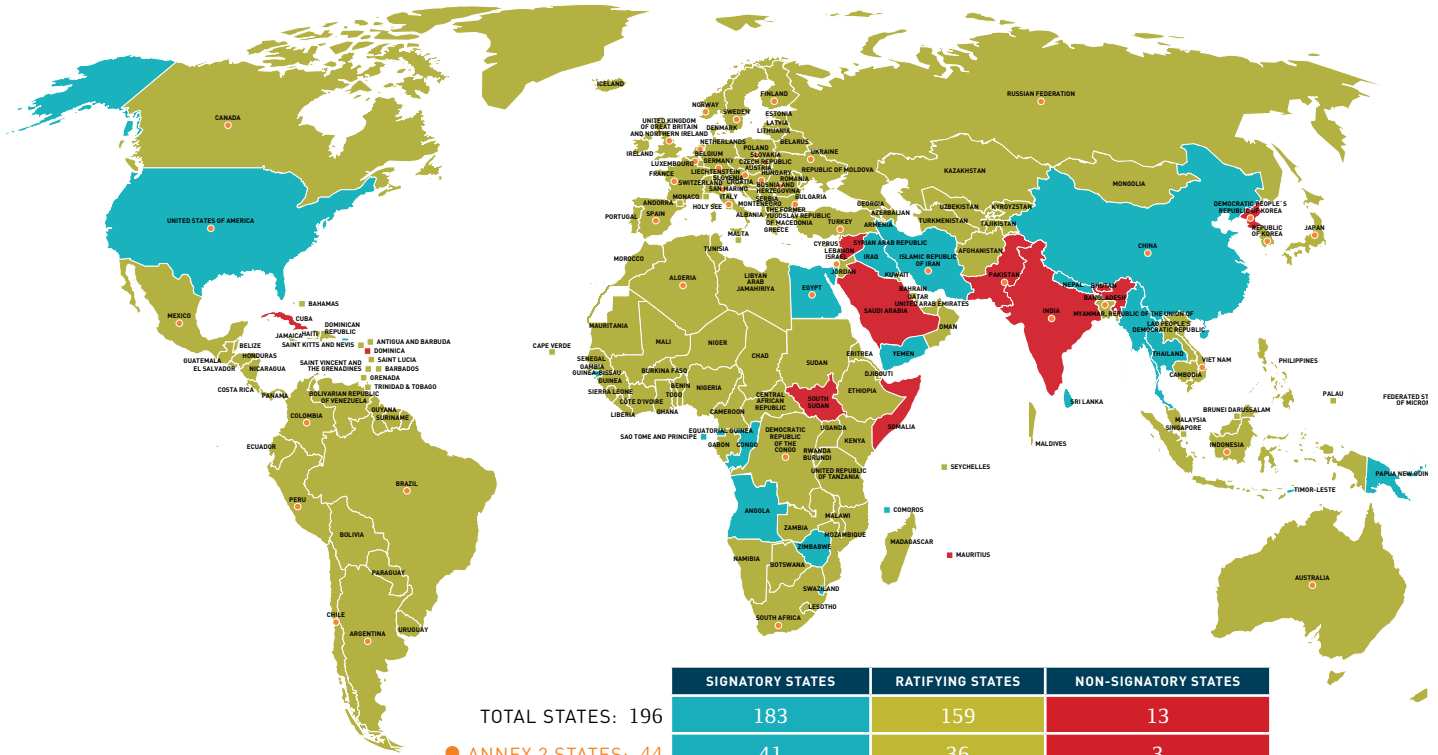 CANADA
UNITED STATES OF AMERICA
MEXICO
BAHAMAS
CUBA
JAMAICA
HAITI
DOMINICAN
REPUBLIC
SAINT KITTS AND NEVIS
ANTIGUA AND BARBUDA
DOMINICA
SAINT LUCIA
SAINT VINCENT AND
THE GRENADINES
BARBADOS
GRENADA
TRINIDAD & TOBAGO
BELIZE
HONDURAS
GUATEMALA
EL SALVADOR
NICARAGUA
COSTA RICA
PANAMA
BOLIVARIAN REPUBLIC
OF VENEZUELA
GUYANA
SURINAME
COLOMBIA
ECUADOR
BRAZIL
PERU
BOLIVIA
PARAGUAY
CHILE
ARGENTINA
URUGUAY
ICELAND
NORWAY
SWEDEN
FINLAND
ESTONIA
LATVIA
LITHUANIA
DENMARK
UNITED KINGDOM
OF GREAT BRITAIN
AND NORTHERN IRELAND
IRELAND
NETHERLANDS
BELGIUM
LUXEMBOURG
GERMANY
POLAND
BELARUS
UKRAINE
SLOVAKIA
CZECH REPUBLIC
AUSTRIA
HUNGARY
LIECHTENSTEIN
SLOVENIA
FRANCE
SWITZERLAND
CROATIA
ROMANIA
REPUBLIC OF MOLDOVA
SAN MARINO
BOSNIA AND
HERZEGOVINA
MONACO
ITALY
SERBIA
BULGARIA
ANDORRA
HOLY SEE
MONTENEGRO
PORTUGAL
SPAIN
ALBANIA
THE FORMER
YUGOSLAV REPUBLIC
OF MACEDONIA
GREECE
MALTA
TURKEY
CYPRUS
GEORGIA
AZERBAIJAN
ARMENIA
RUSSIAN FEDERATION
KAZAKHSTAN
MONGOLIA
UZBEKISTAN
KYRGYZSTAN
TURKMENISTAN
TAJIKISTAN
AFGHANISTAN
SYRIAN ARAB REPUBLIC
LEBANON
ISRAEL
JORDAN
IRAQ
ISLAMIC REPUBLIC
OF IRAN
KUWAIT
BAHRAIN
QATAR
UNITED ARAB EMIRATES
SAUDI ARABIA
OMAN
YEMEN
PAKISTAN
INDIA
NEPAL
BHUTAN
BANGLADESH
MYANMAR, REPUBLIC OF THE UNION OF
LAO PEOPLE'S
DEMOCRATIC REPUBLIC
THAILAND
VIET NAM
CAMBODIA
SRI LANKA
MALDIVES
CHINA
DEMOCRATIC PEOPLE'S
REPUBLIC OF KOREA
REPUBLIC
OF KOREA
JAPAN
PHILIPPINES
PALAU
FEDERATED ST
OF MICRON
MALAYSIA
SINGAPORE
BRUNEI DARUSSALAM
INDONESIA
TIMOR-LESTE
PAPUA NEW GUIN
AUSTRALIA
MOROCCO
TUNISIA
ALGERIA
LIBYAN
ARAB
JAMAHIRIYA
EGYPT
MAURITANIA
CAPE VERDE
MALI
NIGER
CHAD
SUDAN
ERITREA
DJIBOUTI
ETHIOPIA
SOMALIA
SOUTH
SUDAN
SENEGAL
GAMBIA
GUINEA-BISSAU
GUINEA
SIERRA LEONE
LIBERIA
COTE D'IVOIRE
BURKINA FASO
GHANA
TOGO
BENIN
NIGERIA
CAMEROON
CENTRAL
AFRICAN
REPUBLIC
EQUATORIAL GUINEA
SAO TOME AND PRINCIPE
GABON
CONGO
DEMOCRATIC
REPUBLIC
OF THE
CONGO
UGANDA
KENYA
RWANDA
BURUNDI
UNITED REPUBLIC
OF TANZANIA
SEYCHELLES
COMOROS
ANGOLA
ZAMBIA
MALAWI
MOZAMBIQUE
ZIMBABWE
MADAGASCAR
MAURITIUS
NAMIBIA
BOTSWANA
SWAZILAND
LESOTHO
SOUTH AFRICA
SIGNATORY STATES RATIFYING STATES NON-SIGNATORY STATES
TOTAL STATES: 196 183 159 13
ANNEX 2 STATES: 44 41 36 3